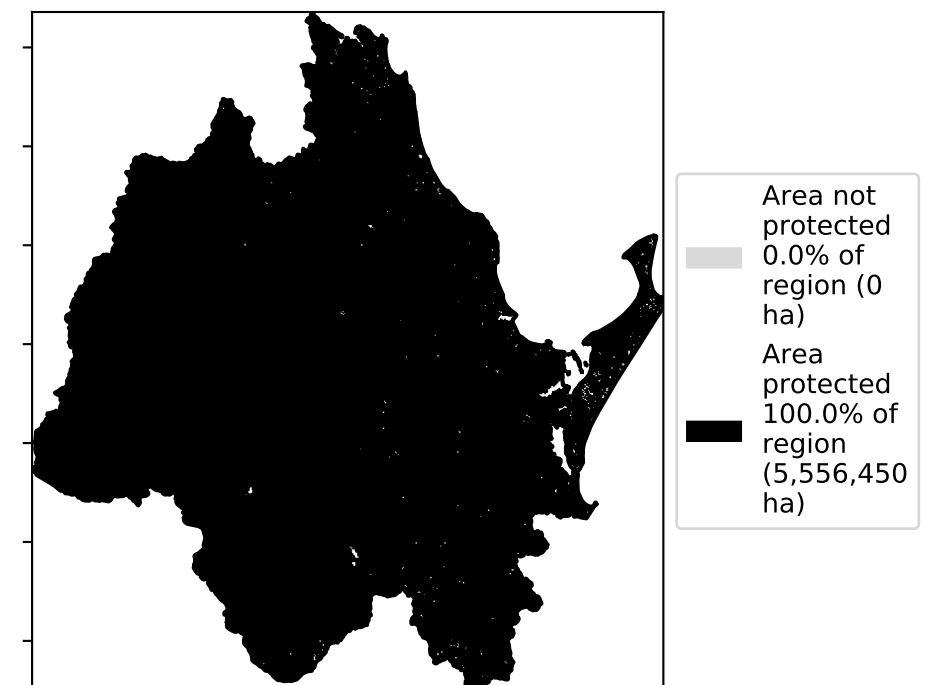 Area not
protected
0.0% of
region (0
ha)
Area
protected
100.0% of
region
(5,556,450
ha)